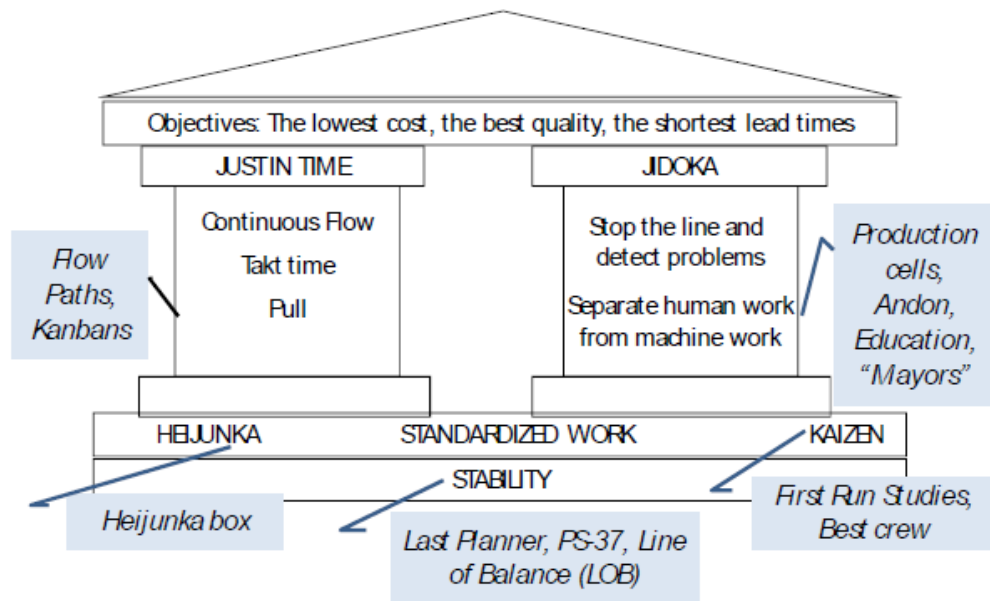 Objectives: The lowest cost, the best quality, the shortest lead times
JUST IN TIME
JIDOKA
Continuous Flow
Takt time
Pull
Stop the line and
detect problems
Separate human work
from machine work
Flow
Paths,
Kanbans
Production
cells,
Andon,
Education,
“Mayors”
HEIJUNKA
STANDARDIZED WORK
KAIZEN
STABILITY
Heijunka box
Last Planner, PS-37, Line
of Balance (LOB)
First Run Studies,
Best crew